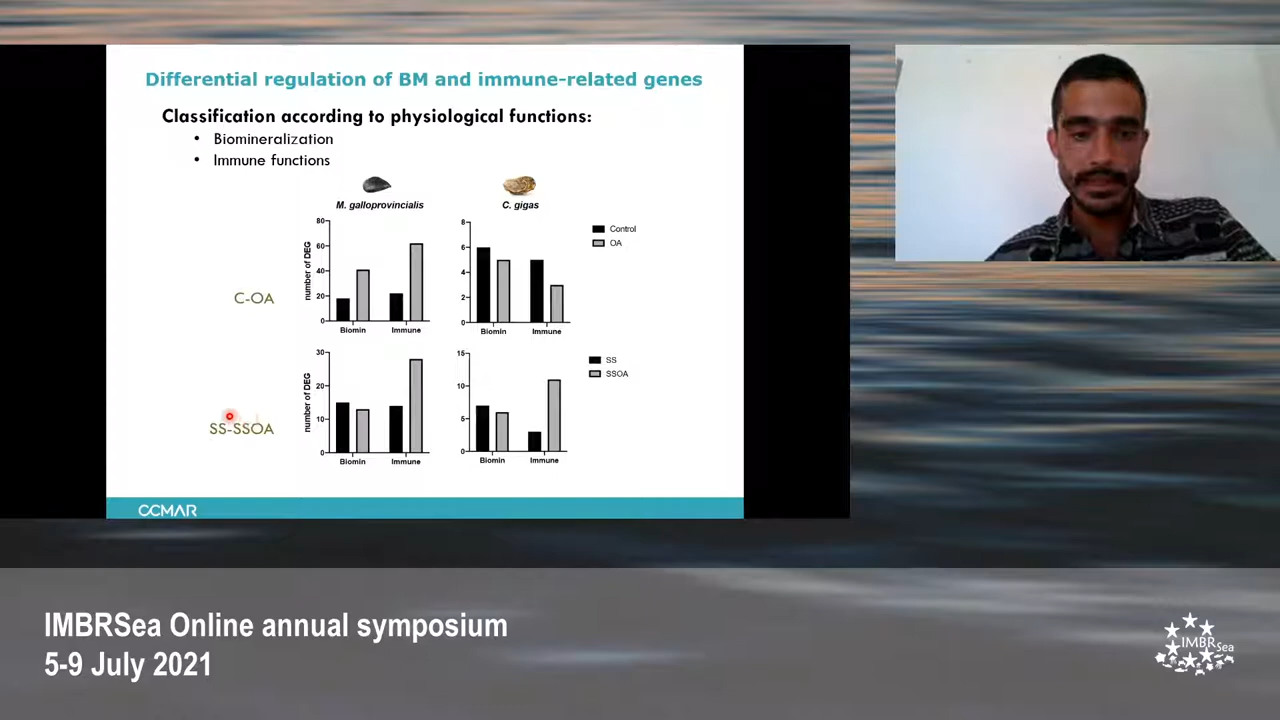 Differential regulation of BM and immune-related genes
Classification according to physiological functions:
• Biomineralization
• Immune functions
M. galloprovincialis
C. gigas
C-OA
number of DEG
80
60
40
20
0
Biomin
Immune
8
6
4
2
0
Biomin
Immune
Control
OA
SS-SSOA
number of DEG
30
20
10
0
Biomin
Immune
15
10
5
0
Biomin
Immune
SS
SSOA
CCMAR
IMBRSea Online annual symposium
5-9 July 2021
IMBRSea